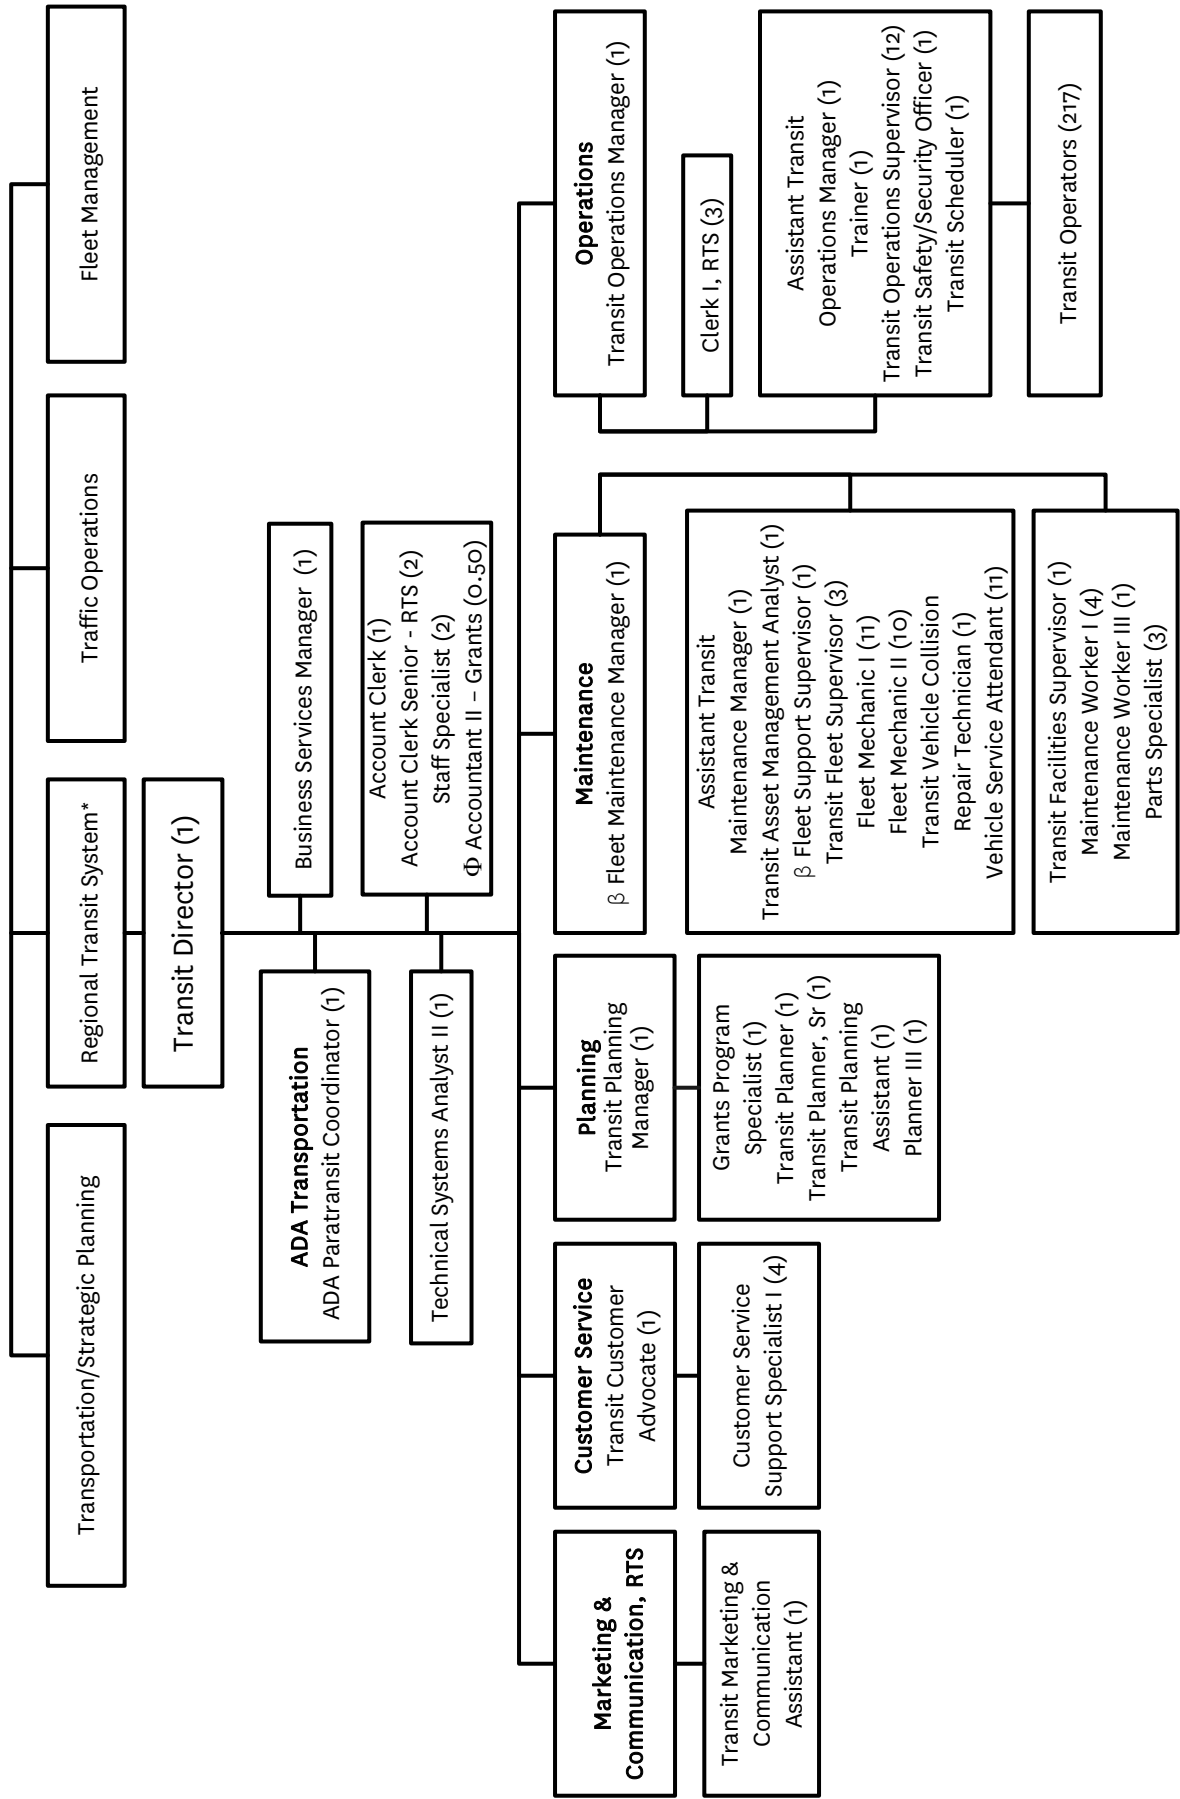 Transportation/Strategic Planning
Regional Transit System*
Traffic Operations
Fleet Management
Transit Director (1)
ADA Transportation
ADA Paratransit Coordinator (1)
Business Services Manager (1)
Technical Systems Analyst II (1)
Account Clerk (1)
Account Clerk Senior - RTS (2)
Staff Specialist (2)
Φ Accountant II – Grants (0.50)
Marketing &
Communication, RTS
Transit Marketing &
Communication
Assistant (1)
Customer Service
Transit Customer
Advocate (1)
Customer Service
Support Specialist I (4)
Planning
Transit Planning
Manager (1)
Grants Program
Specialist (1)
Transit Planner (1)
Transit Planner, Sr (1)
Transit Planning
Assistant (1)
Planner III (1)
Maintenance
β Fleet Maintenance Manager (1)
Assistant Transit
Maintenance Manager (1)
Transit Asset Management Analyst (1)
β Fleet Support Supervisor (1)
Transit Fleet Supervisor (3)
Fleet Mechanic I (11)
Fleet Mechanic II (10)
Transit Vehicle Collision
Repair Technician (1)
Vehicle Service Attendant (11)
Transit Facilities Supervisor (1)
Maintenance Worker I (4)
Maintenance Worker III (1)
Parts Specialist (3)
Operations
Transit Operations Manager (1)
Clerk I, RTS (3)
Assistant Transit
Operations Manager (1)
Trainer (1)
Transit Operations Supervisor (12)
Transit Safety/Security Officer (1)
Transit Scheduler (1)
Transit Operators (217)